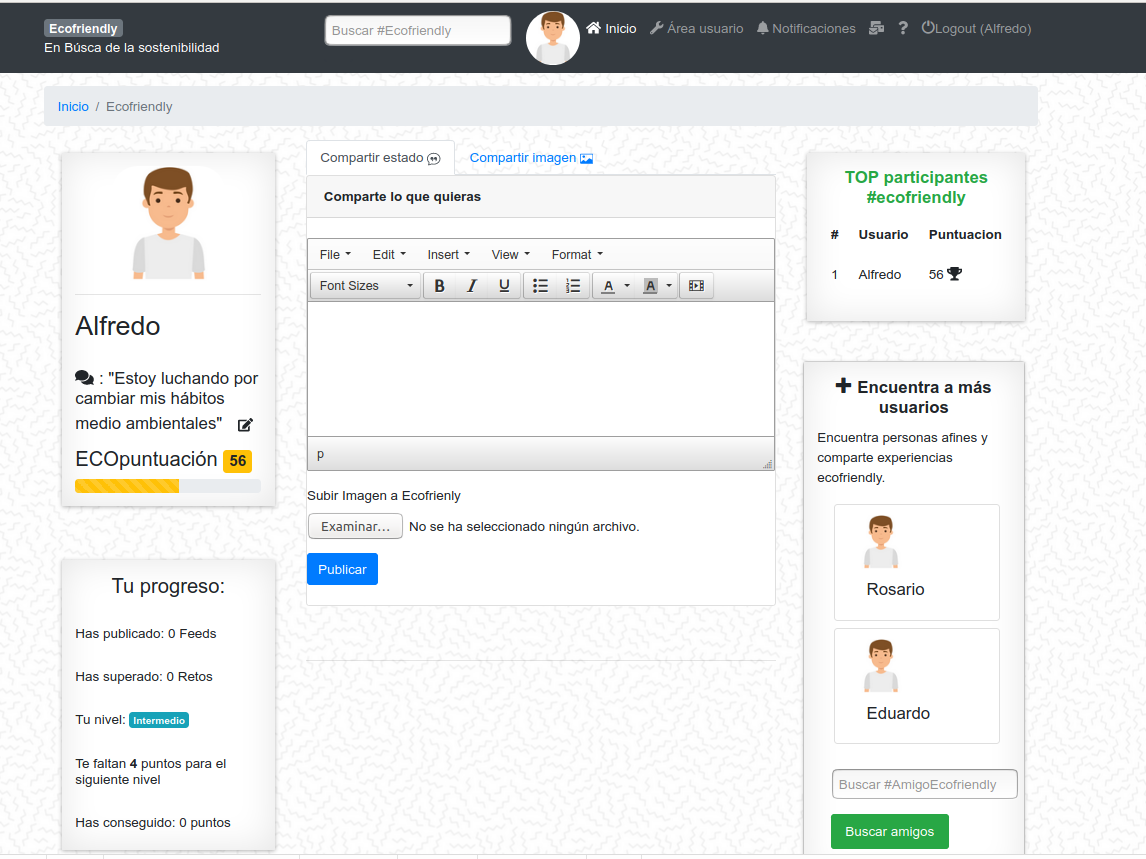 Ecofriendly
En Búsca de la sostenibilidad
Buscar #Ecofriendly
Inicio
Área usuario
Notificaciones
?
Logout (Alfredo)
Inicio / Ecofriendly
Alfredo
: "Estoy luchando por
cambiar mis hábitos
medio ambientales"
ECOpuntuación 56
Tu progreso:
Has publicado: 0 Feeds
Has superado: 0 Retos
Tu nivel: Intermedio
Te faltan 4 puntos para el
siguiente nivel
Has conseguido: 0 puntos
Compartir estado
Compartir imagen
Comparte lo que quieras
File Edit Insert View Format
Font Sizes B I U A A
p
Subir Imagen a Ecofrienly
Examinar... No se ha seleccionado ningún archivo.
Publicar
TOP participantes
#ecofriendly
# Usuario Puntuacion
1 Alfredo 56
Encuentra a más
usuarios
Encuentra personas afines y
comparte experiencias
ecofriendly.
Rosario
Eduardo
Buscar #AmigoEcofriendly
Buscar amigos